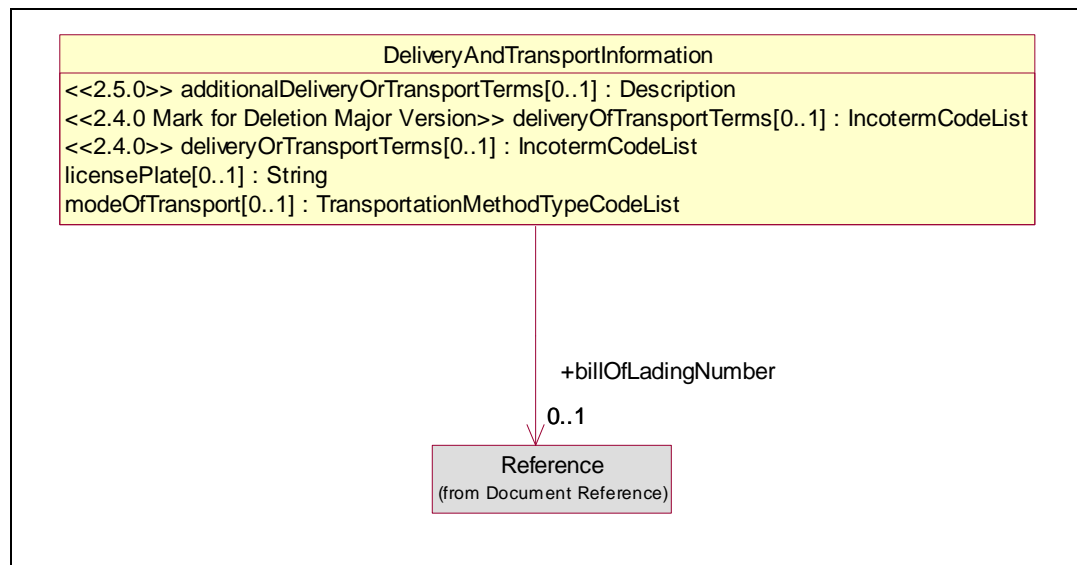 DeliveryAndTransportInformation
<<2.5.0>> additionalDeliveryOrTransportTerms[0..1] : Description
<<2.4.0 Mark for Deletion Major Version>> deliveryOfTransportTerms[0..1] : IncotermCodeList
<<2.4.0>> deliveryOrTransportTerms[0..1] : IncotermCodeList
licensePlate[0..1] : String
modeOfTransport[0..1] : TransportationMethodTypeCodeList
+billOfLadingNumber
0..1
Reference
(from Document Reference)